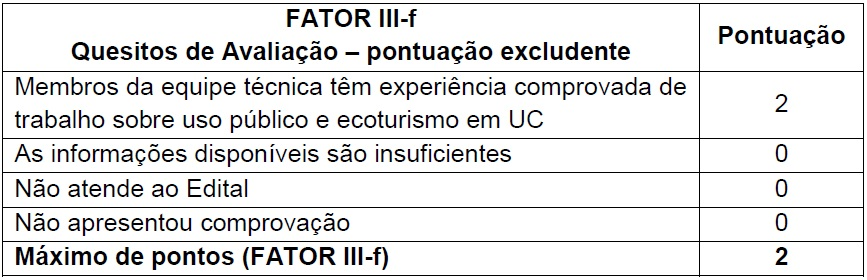 FATOR III-f
Quesitos de Avaliação – pontuação excludente
Pontuação
Membros da equipe técnica têm experiência comprovada de
trabalho sobre uso público e ecoturismo em UC
2
As informações disponíveis são insuficientes
0
Não atende ao Edital
0
Não apresentou comprovação
0
Máximo de pontos (FATOR III-f)
2